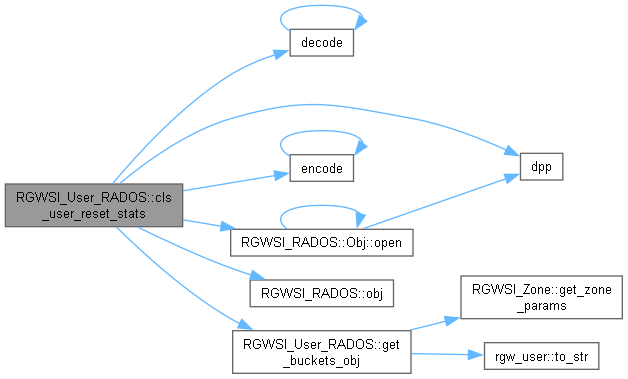 decode
dpp
encode
RGWSI_User_RADOS::cls
_user_reset_stats
RGWSI_RADOS::Obj::open
RGWSI_RADOS::obj
RGWSI_Zone::get_zone
_params
RGWSI_User_RADOS::get
_buckets_obj
rgw_user::to_str